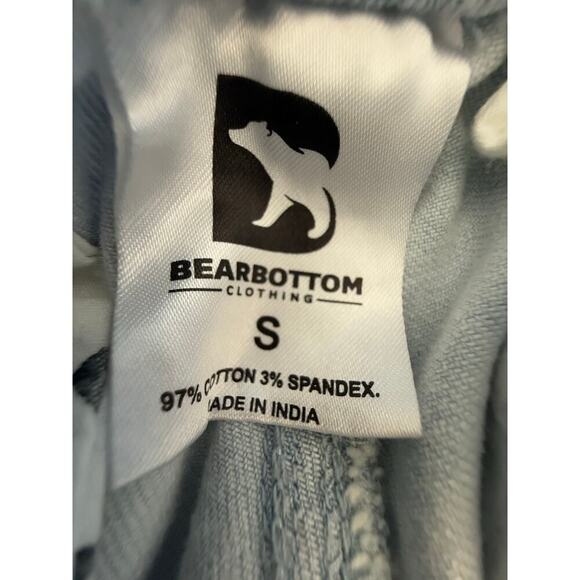 BEARBOTTOM
CLOTHING
S
97% COTTON 3% SPANDEX.
MADE IN INDIA